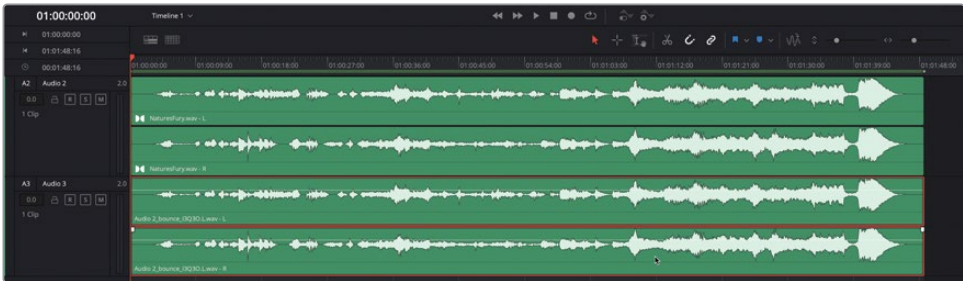 01:00:00:00 Timeline 1
01:00:00:00
01:01:48:16
00:01:48:16
01:00:00:00 01:00:09:00 01:00:18:00 01:00:27:00 01:00:36:00 01:00:45:00 01:00:54:00 01:01:03:00 01:01:12:00 01:01:21:00 01:01:30:00 01:01:39:00 01:01:48:00
A2 Audio 2 2.0
0.0 R S M
1 Clip
NaturesFury.wav - L
NaturesFury.wav - R
A3 Audio 3 2.0
0.0 R S M
1 Clip
Audio 2_bounce_I3Q3O.L.wav - L
Audio 2_bounce_I3Q3O.L.wav - R